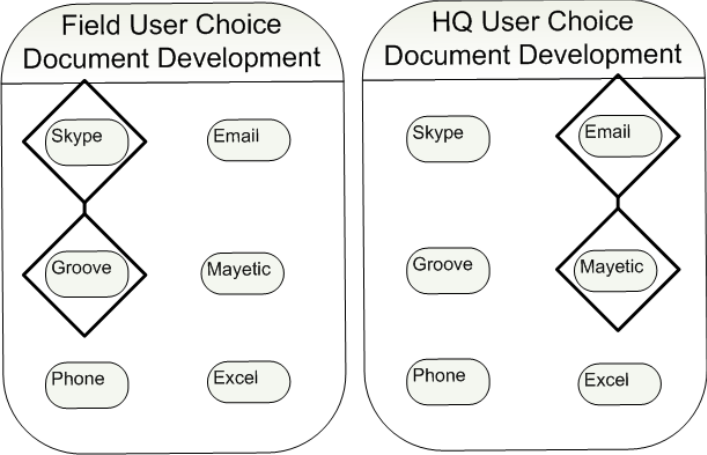 Field User Choice
Document Development
Skype
Email
Groove
Mayetic
Phone
Excel
HQ User Choice
Document Development
Skype
Email
Groove
Mayetic
Phone
Excel